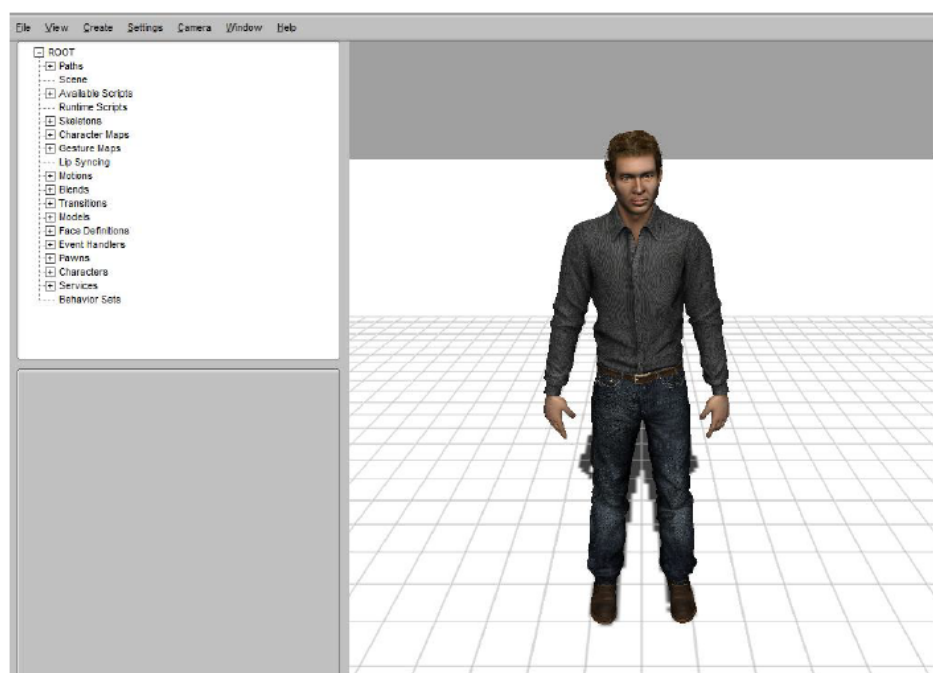 File View Create Settings Camera Window Help
ROOT
Paths
Scene
Available Scripts
Runtime Scripts
Skeletons
Character Maps
Gesture Maps
Lip Syncing
Motions
Blends
Transitions
Models
Face Definitions
Event Handlers
Pawns
Characters
Services
Behavior Sets